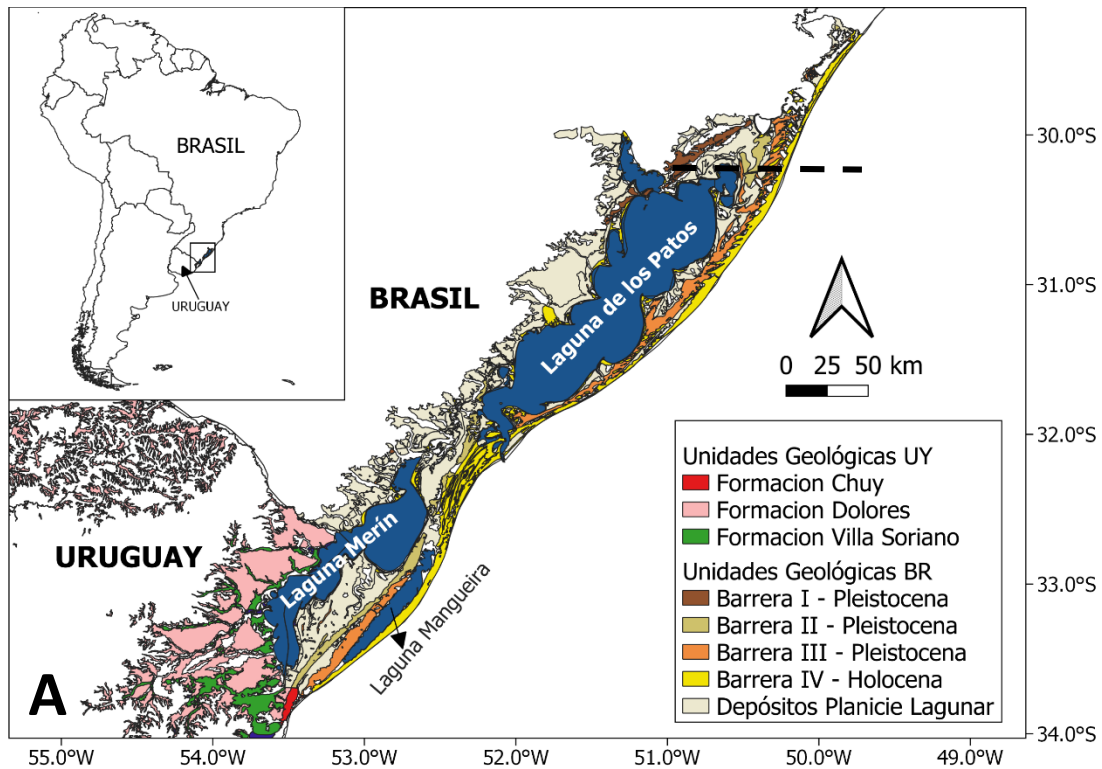 BRASIL
URUGUAY
30.0°S
Laguna de los Patos
BRASIL
31.0°S
0 25 50 km
32.0°S
Laguna Merín
URUGUAY
33.0°S
Laguna Mangueira
Unidades Geológicas UY
Formacion Chuy
Formacion Dolores
Formacion Villa Soriano
Unidades Geológicas BR
Barrera I - Pleistocena
Barrera II - Pleistocena
Barrera III - Pleistocena
Barrera IV - Holocena
Depósitos Planicie Lagunar
A
34.0°S
55.0°W 54.0°W 53.0°W 52.0°W 51.0°W 50.0°W 49.0°W